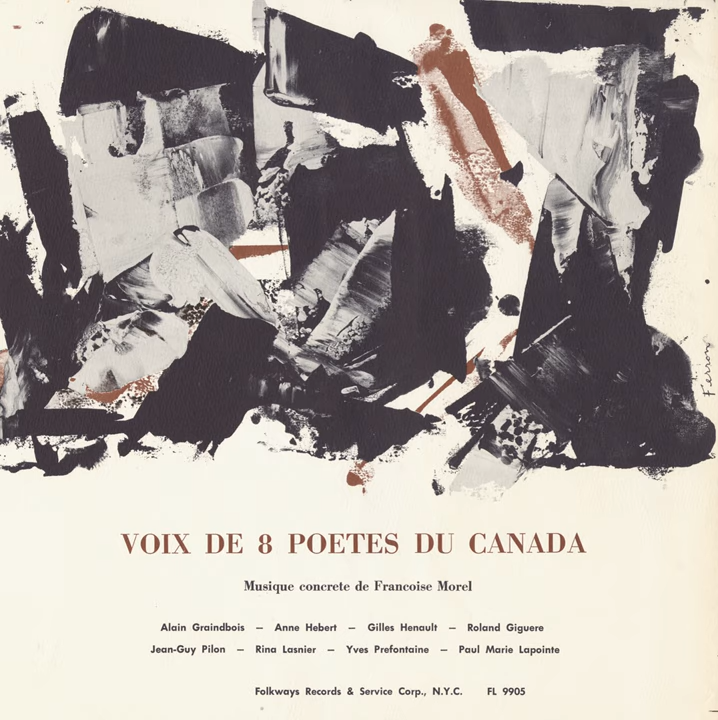 Ferron
VOIX DE 8 POETES DU CANADA
Musique concrete de Francoise Morel
Alain Graindbois — Anne Hebert — Gilles Henault — Roland Giguere
Jean-Guy Pilon — Rina Lasnier — Yves Prefontaine — Paul Marie Lapointe
Folkways Records & Service Corp., N.Y.C. FL 9905